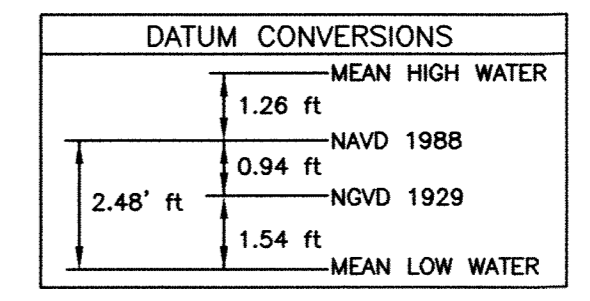 DATUM CONVERSIONS
MEAN HIGH WATER
1.26 ft
NAVD 1988
0.94 ft
2.48' ft
NGVD 1929
1.54 ft
MEAN LOW WATER